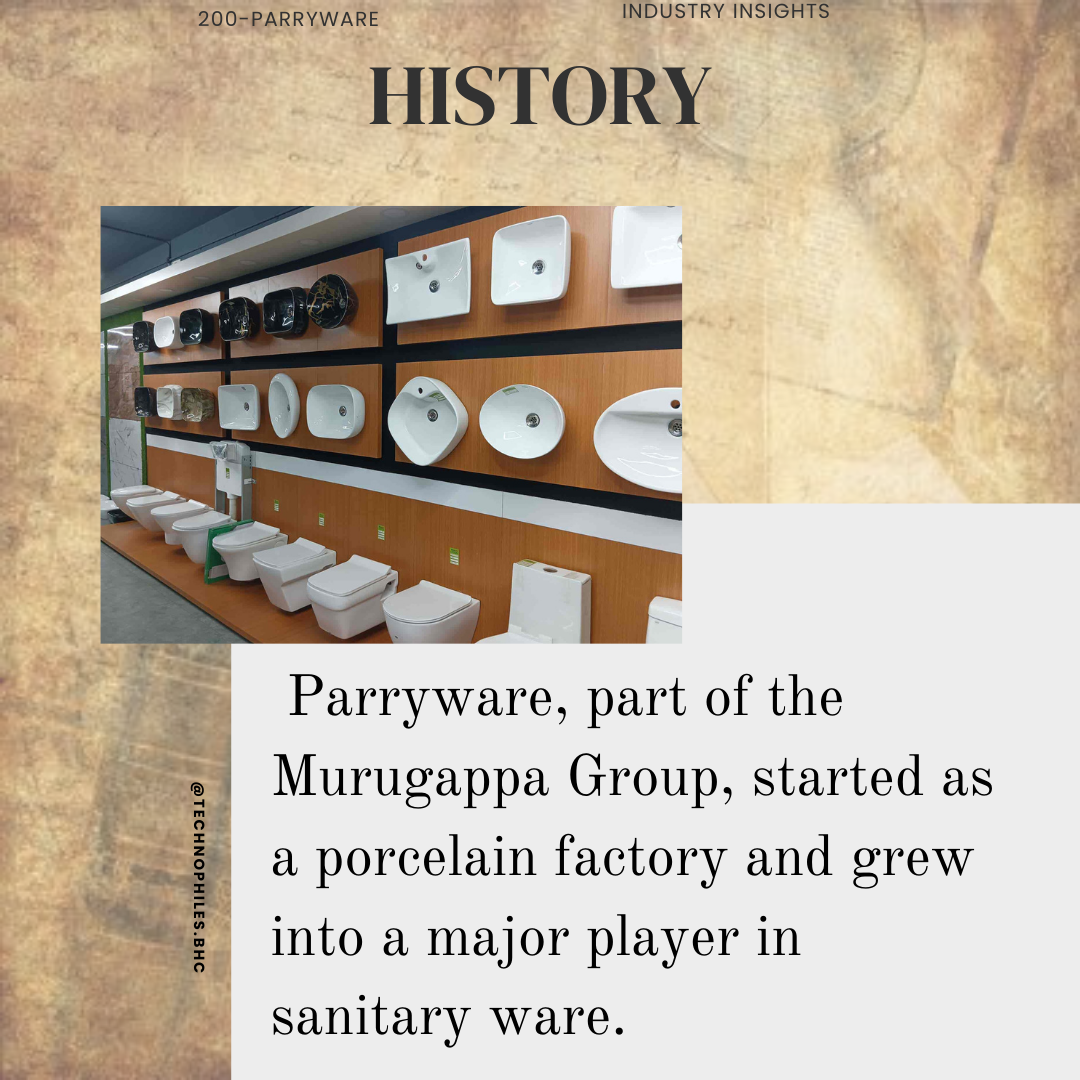 200-PARRYWARE
INDUSTRY INSIGHTS
HISTORY
Parryware, part of the
Murugappa Group, started as
a porcelain factory and grew
into a major player in
sanitary ware.
@TECHNOPHILES.BHC